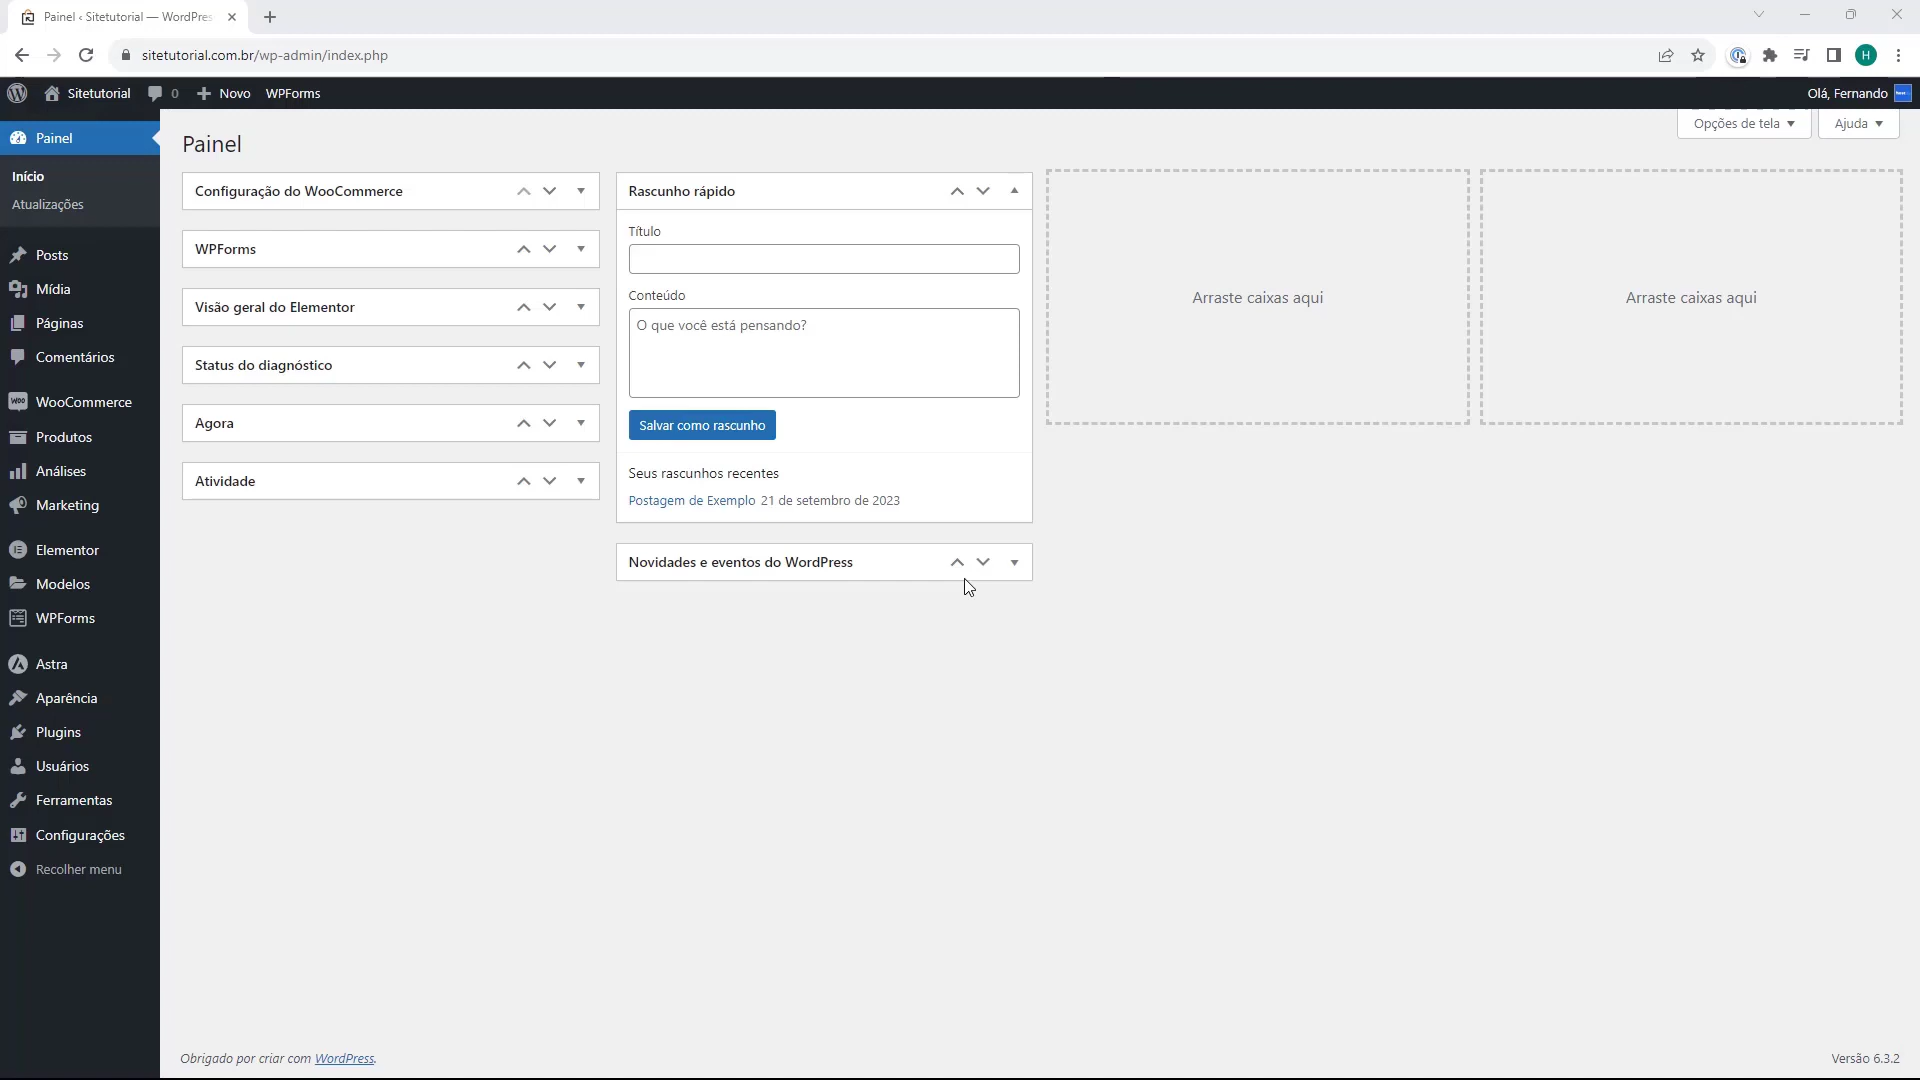 Painel ‹ Sitetutorial — WordPres
sitetutorial.com.br/wp-admin/index.php
H
Sitetutorial
0
Novo
WPForms
Olá, Fernando
Painel
Início
Atualizações
Posts
Mídia
Páginas
Comentários
WooCommerce
Produtos
Análises
Marketing
Elementor
Modelos
WPForms
Astra
Aparência
Plugins
Usuários
Ferramentas
Configurações
Recolher menu
Opções de tela
Ajuda
Painel
Configuração do WooCommerce
WPForms
Visão geral do Elementor
Status do diagnóstico
Agora
Atividade
Rascunho rápido
Título
Conteúdo
O que você está pensando?
Salvar como rascunho
Seus rascunhos recentes
Postagem de Exemplo 21 de setembro de 2023
Novidades e eventos do WordPress
Arraste caixas aqui
Arraste caixas aqui
Obrigado por criar com WordPress.
Versão 6.3.2